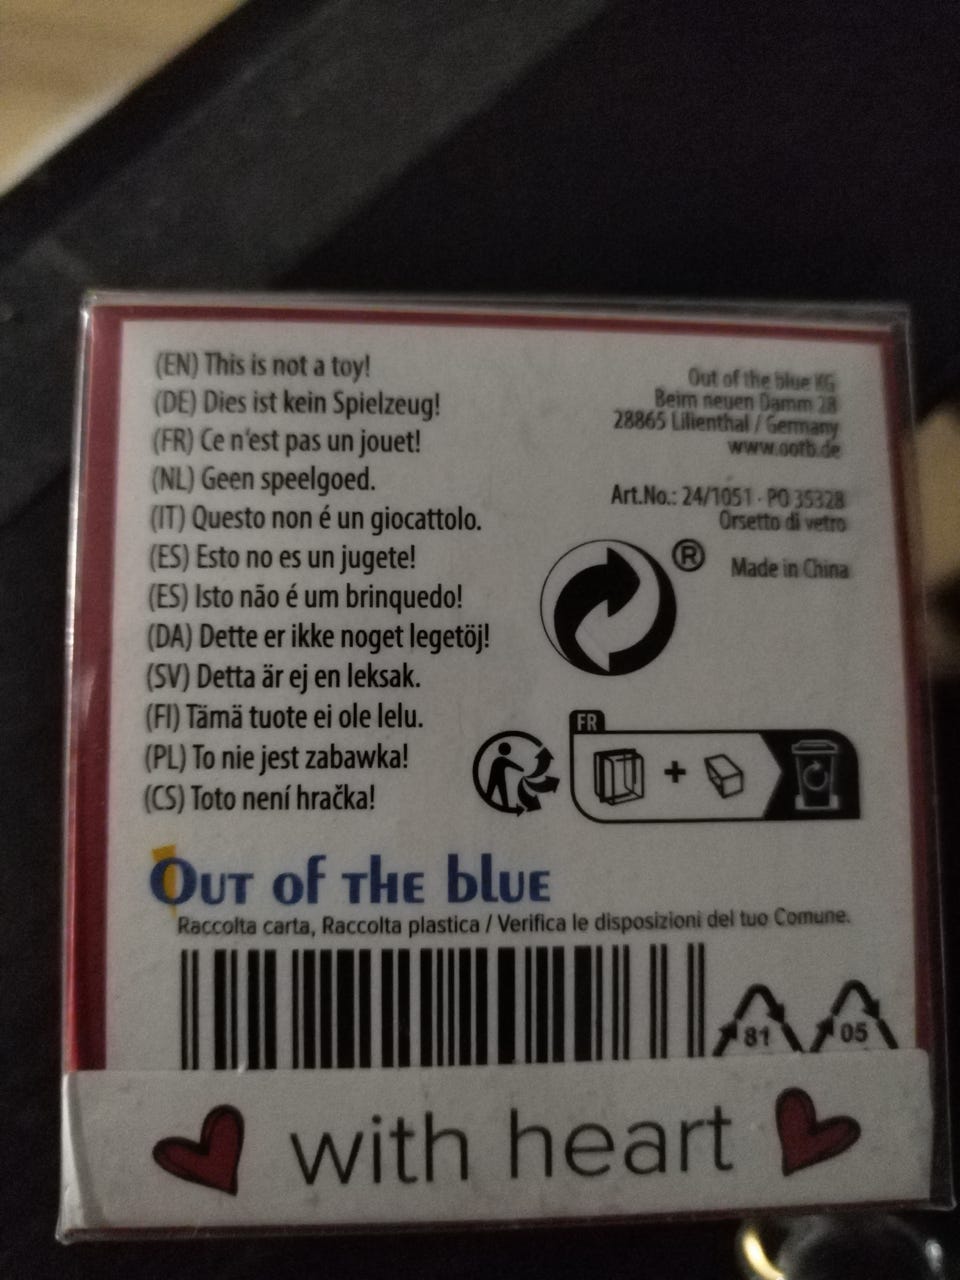 (EN) This is not a toy!
(DE) Dies ist kein Spielzeug!
(FR) Ce n'est pas un jouet!
(NL) Geen speelgoed.
(IT) Questo non é un giocattolo.
(ES) Esto no es un jugete!
(ES) Isto não é um brinquedo!
(DA) Dette er ikke noget legetöj!
(SV) Detta är ej en leksak.
(FI) Tämä tuote ei ole lelu.
(PL) To nie jest zabawka!
(CS) Toto není hračka!
Out of the blue KG
Beim neuen Damm 28
28865 Lilienthal / Germany
www.ootb.de
Art.No.: 24/1051 - PO 35328
Orsetto di vetro
Made in China
®
FR
OUT of THE blUE
Raccolta carta, Raccolta plastica / Verifica le disposizioni del tuo Comune.
81 05
with heart